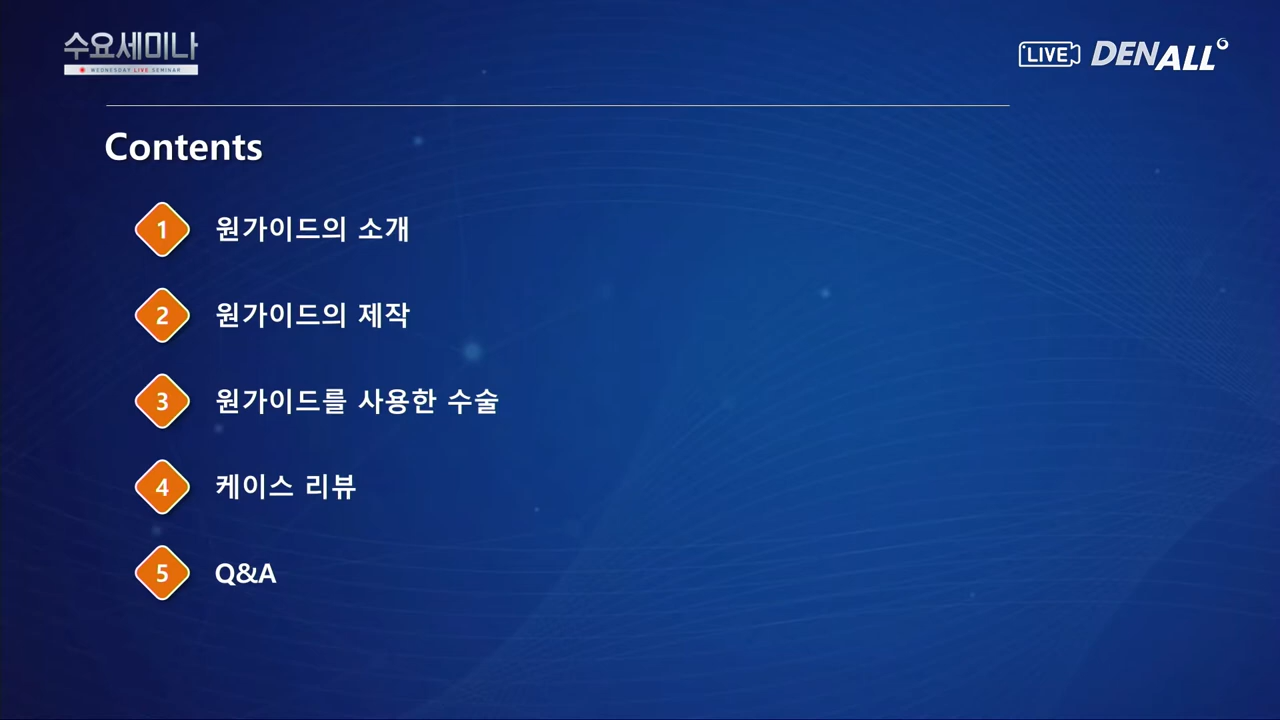 수요세미나
WEDNESDAY LIVE SEMINAR
LIVE DENALL
Contents
1 원가이드의 소개
2 원가이드의 제작
3 원가이드를 사용한 수술
4 케이스 리뷰
5 Q&A